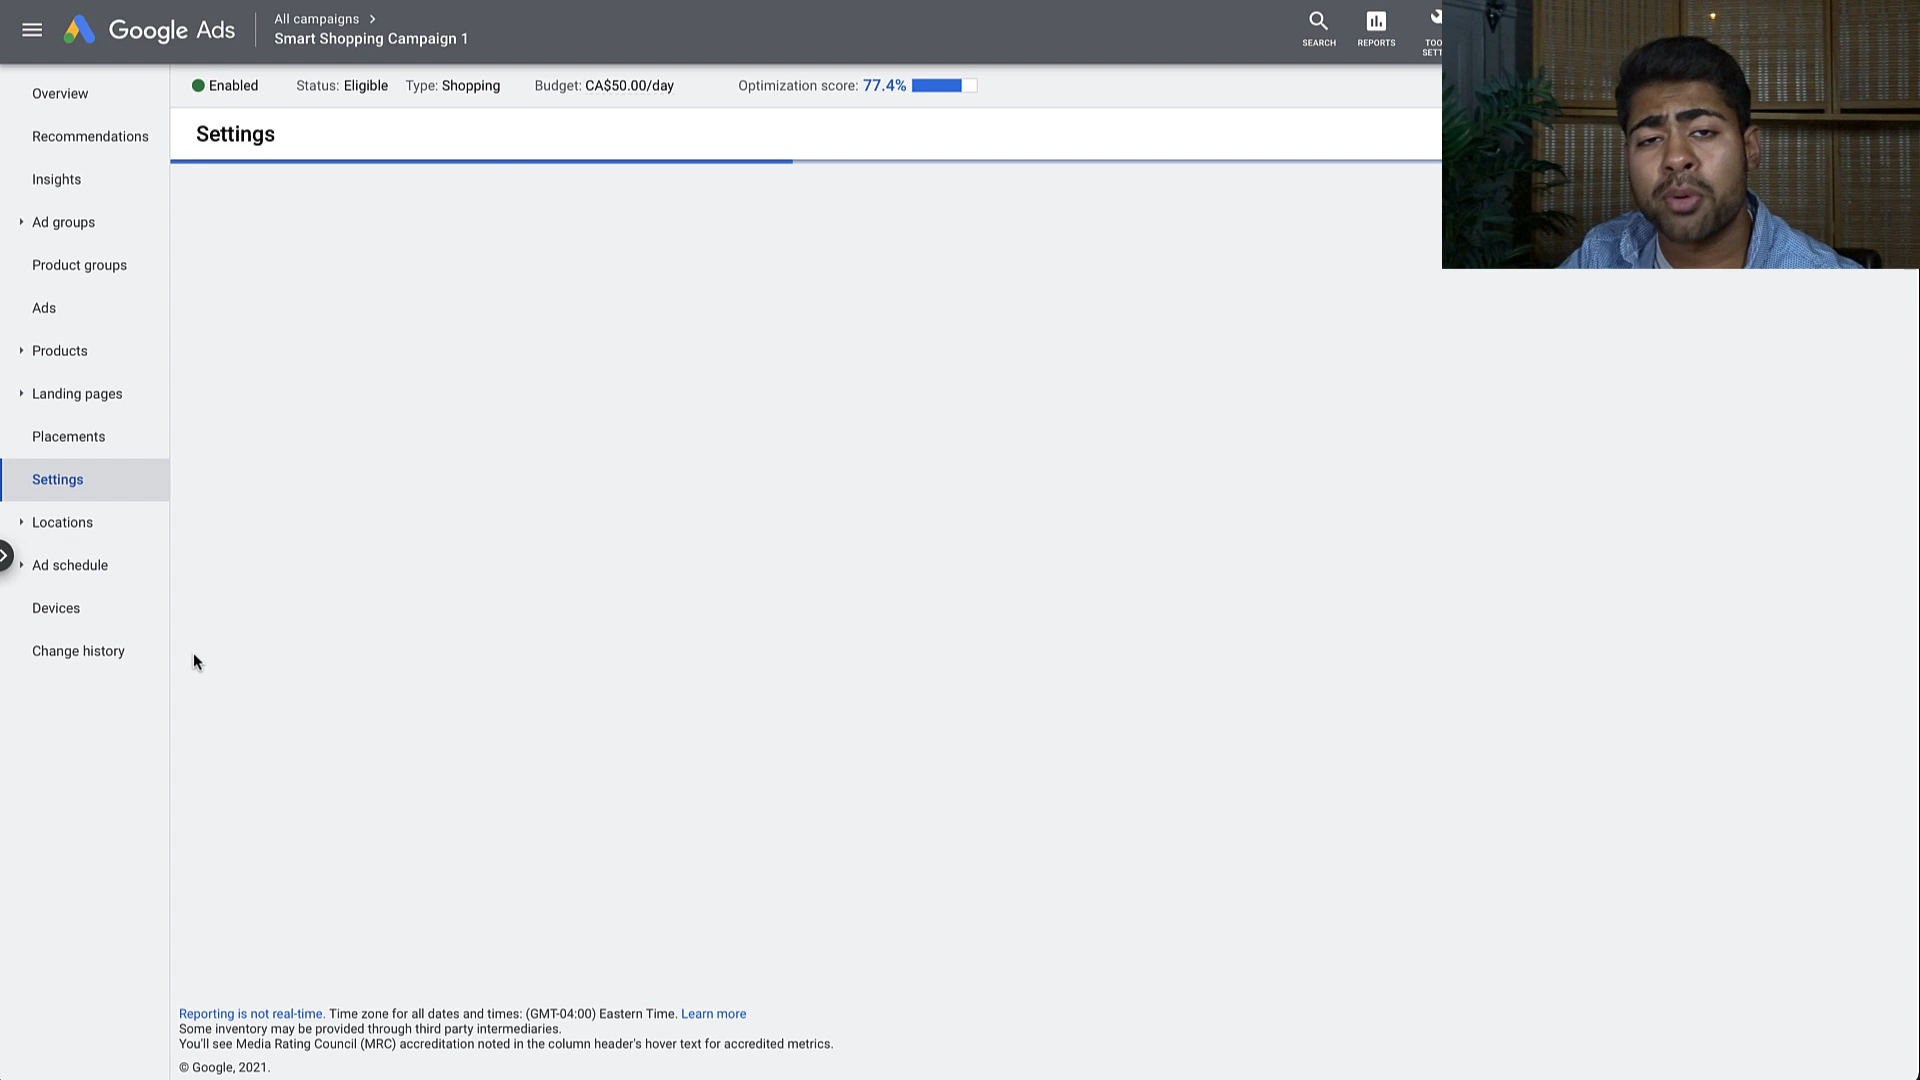 Google Ads
All campaigns
Smart Shopping Campaign 1
SEARCH
REPORTS
Enabled
Status: Eligible
Type: Shopping
Budget: CA$50.00/day
Optimization score: 77.4%
Settings
Overview
Recommendations
Insights
Ad groups
Product groups
Ads
Products
Landing pages
Placements
Settings
Locations
Ad schedule
Devices
Change history
Reporting is not real-time. Time zone for all dates and times: (GMT-04:00) Eastern Time. Learn more
Some inventory may be provided through third party intermediaries.
You'll see Media Rating Council (MRC) accreditation noted in the column header's hover text for accredited metrics.
© Google, 2021.